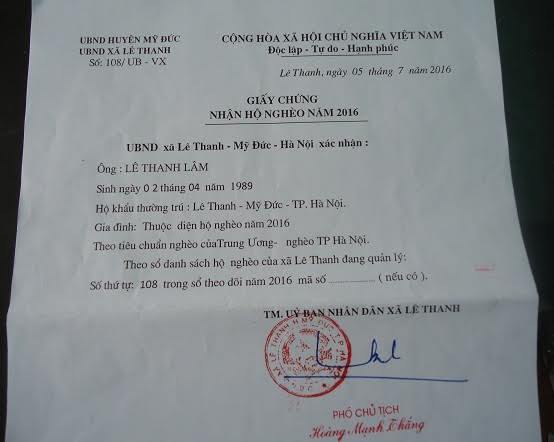 UBND HUYỆN MỸ ĐỨC
UBND XÃ LÊ THANH
Số: 108/ UB - VX
CỘNG HÒA XÃ HỘI CHỦ NGHĨA VIỆT NAM
Độc lập - Tự do - Hạnh phúc
Lê Thanh, ngày 05 tháng 7 năm 2016
GIẤY CHỨNG
NHẬN HỘ NGHÈO NĂM 2016
UBND xã Lê Thanh - Mỹ Đức - Hà Nội xác nhận :
Ông : LÊ THANH LÂM
Sinh ngày 0 2 tháng 04 năm 1989
Hộ khẩu thường trú : Lê Thanh - Mỹ Đức - TP. Hà Nội.
Gia đình: Thuộc diện hộ nghèo năm 2016
Theo tiêu chuẩn nghèo củaTrung Ương- nghèo TP Hà Nội.
Theo sổ danh sách hộ nghèo của xã Lê Thanh đang quản lý:
Số thứ tự: 108 trong sổ theo dõi năm 2016 mã số .................. ( nếu có ).
TM. UỶ BAN NHÂN DÂN XÃ LÊ THANH
XÃ LÊ THANH H.MỸ ĐỨC T.P HÀ NỘI
PHÓ CHỦ TỊCH
Hoàng Mạnh Thắng